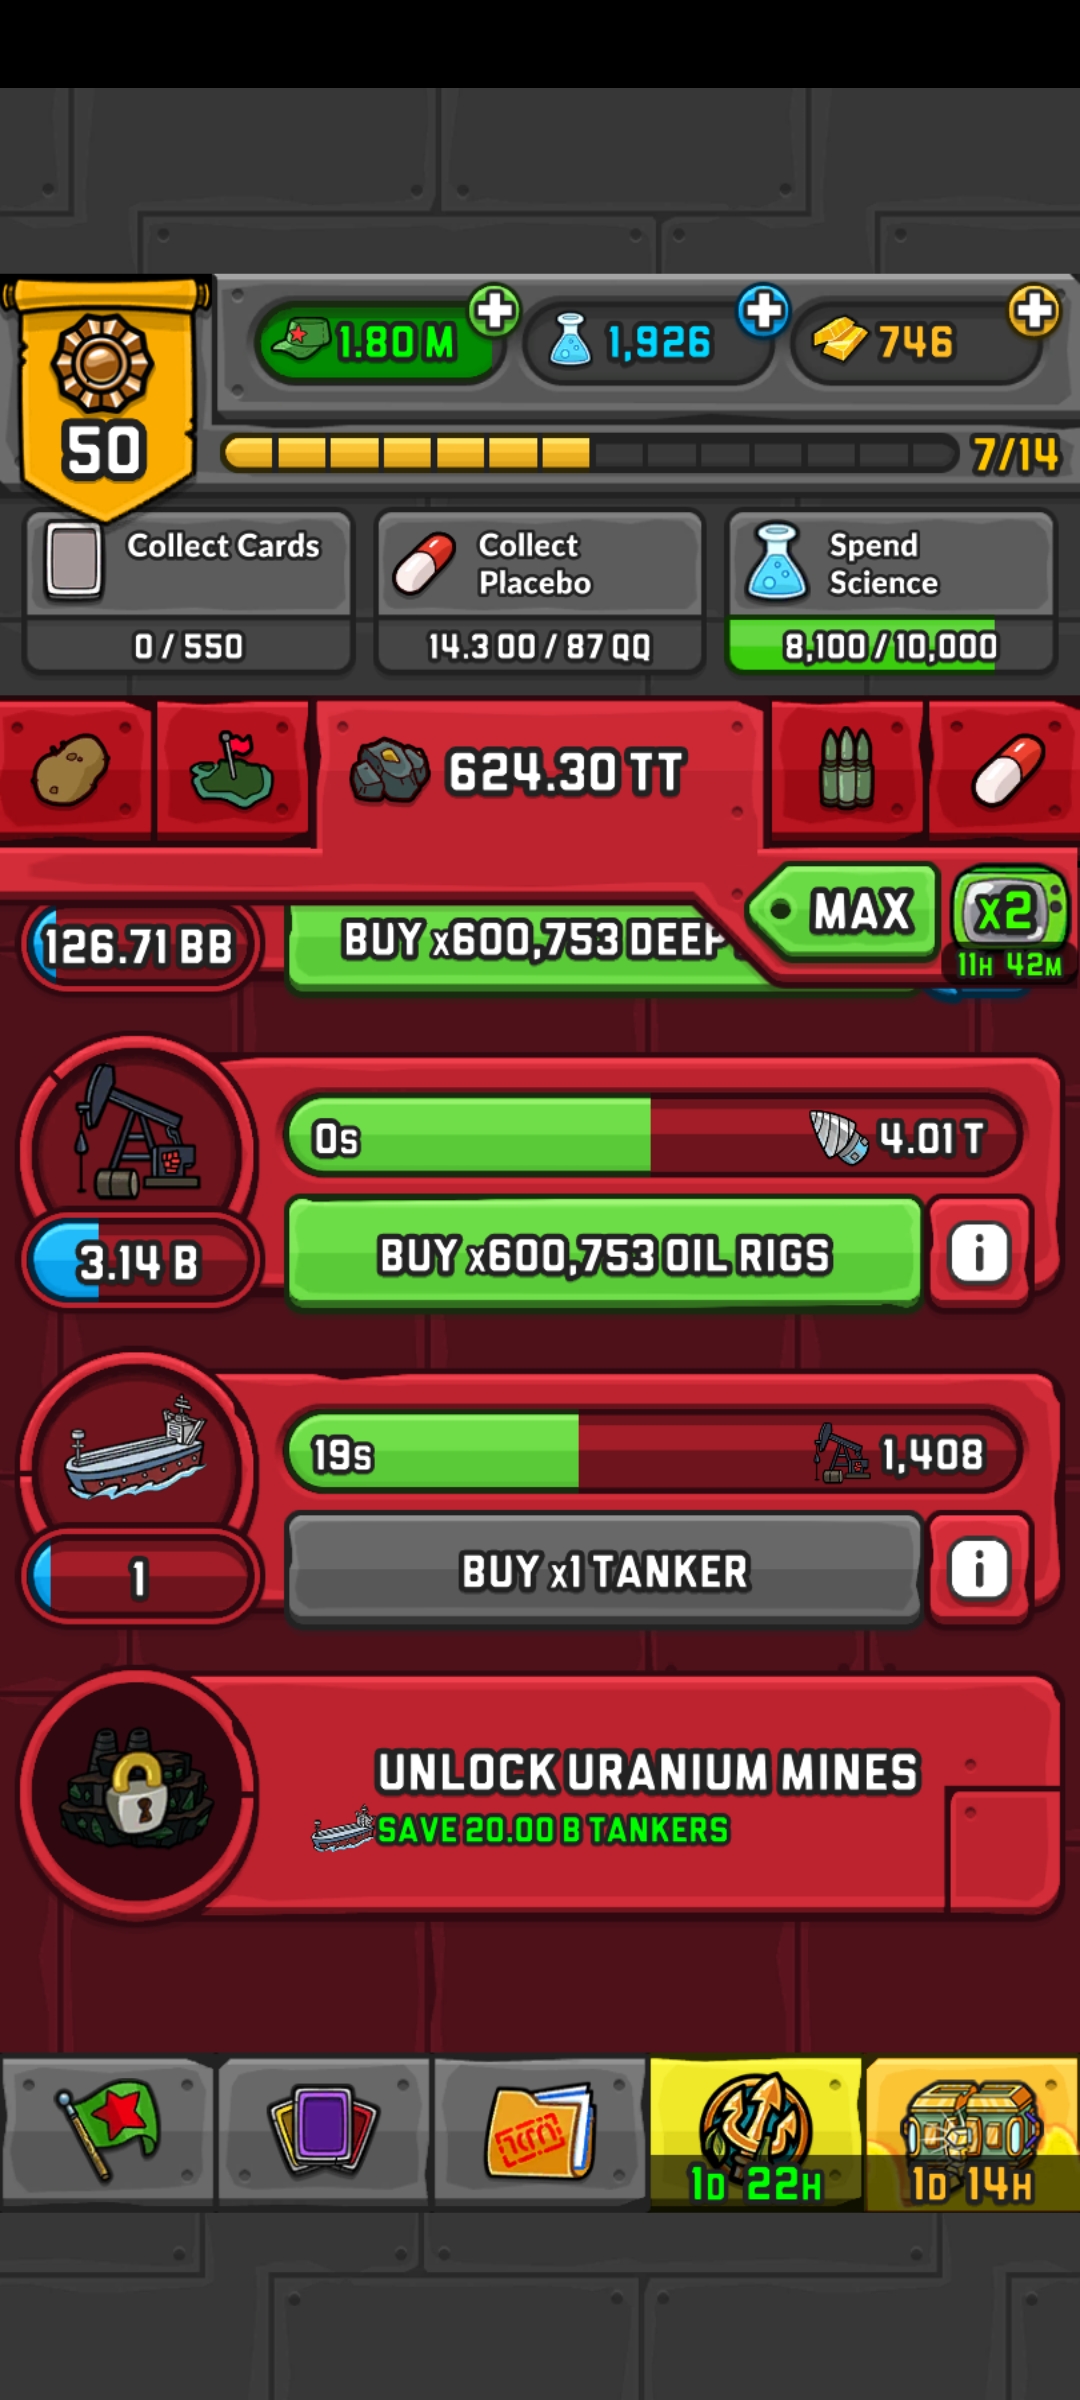 1.80 M
1,926
746
50
7/14
Collect Cards
Collect
Placebo
Spend
Science
0 / 550
14.3 00 / 87 QQ
8,100 / 10,000
624.30 TT
MAX
x2
11H 42M
126.71 BB
BUY x600,753 DEEP
0s
4.01 T
3.14 B
BUY x600,753 OIL RIGS
i
19s
1,408
1
BUY x1 TANKER
i
UNLOCK URANIUM MINES
SAVE 20.00 B TANKERS
1D 22H
1D 14H